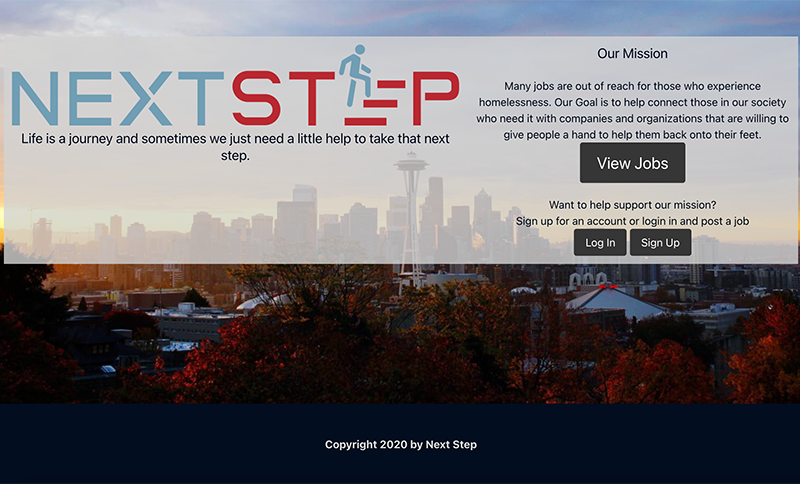 NEXTSTEP
Life is a journey and sometimes we just need a little help to take that next
step.
Our Mission
Many jobs are out of reach for those who experience
homelessness. Our Goal is to help connect those in our society
who need it with companies and organizations that are willing to
give people a hand to help them back onto their feet.
View Jobs
Want to help support our mission?
Sign up for an account or login in and post a job
Log In Sign Up
Copyright 2020 by Next Step